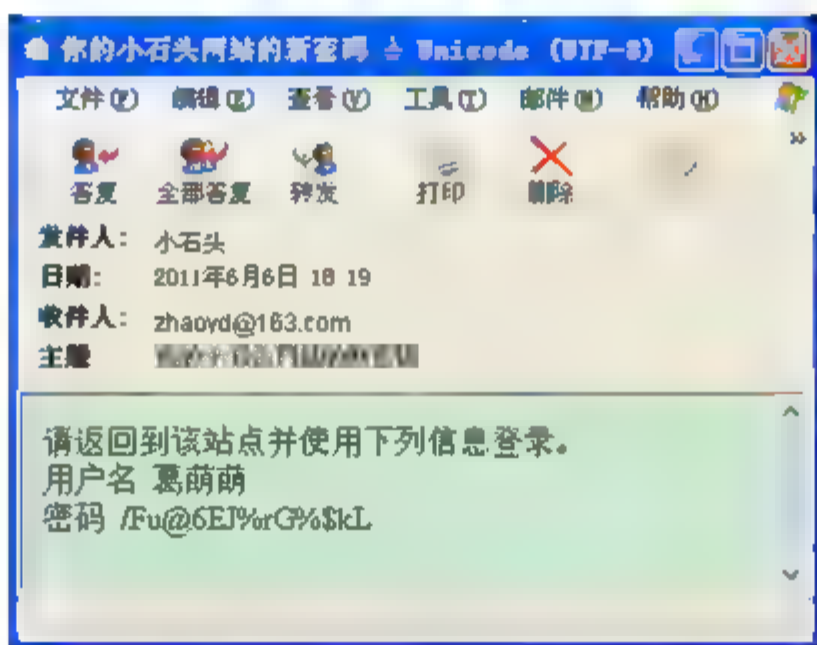 你的小石头网站的新密码 Unicode (UTF-8)
文件(F) 编辑(E) 查看(V) 工具(T) 邮件(M) 帮助(H)
答复 全部答复 转发 打印 删除
发件人: 小石头
日期: 2011年6月6日 18 19
收件人: zhaoyd@163.com
主题
请返回到该站点并使用下列信息登录。
用户名 葛萌萌
密码 /Fu@6EJ%rG%$kL